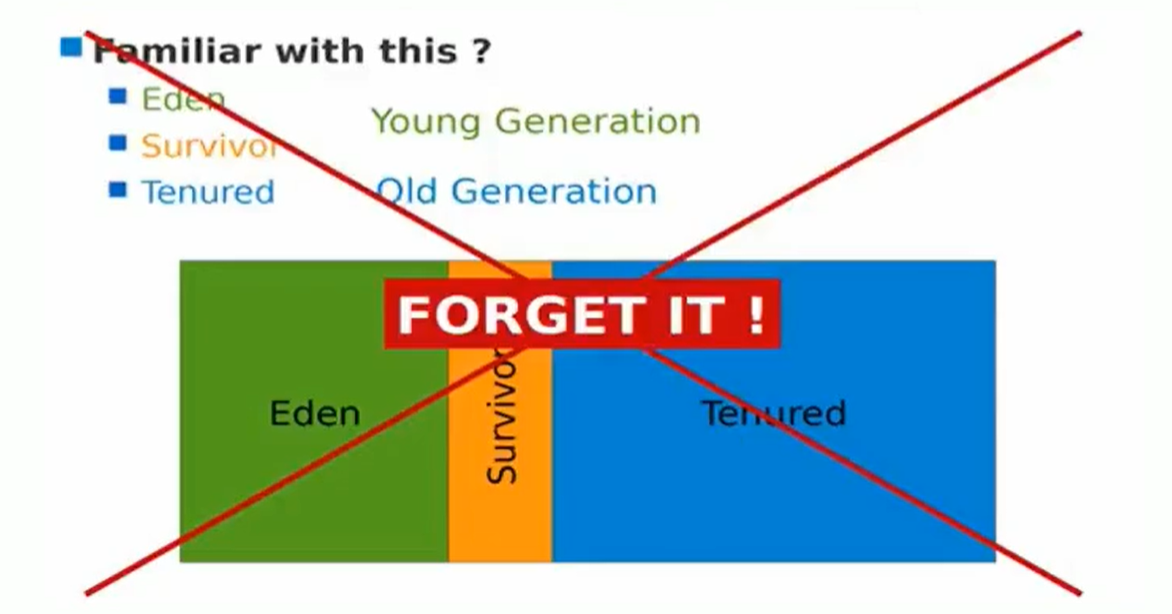 Familiar with this ?
Eden
Young Generation
Survivor
Tenured
Old Generation
FORGET IT !
Eden
Survivor
Tenured